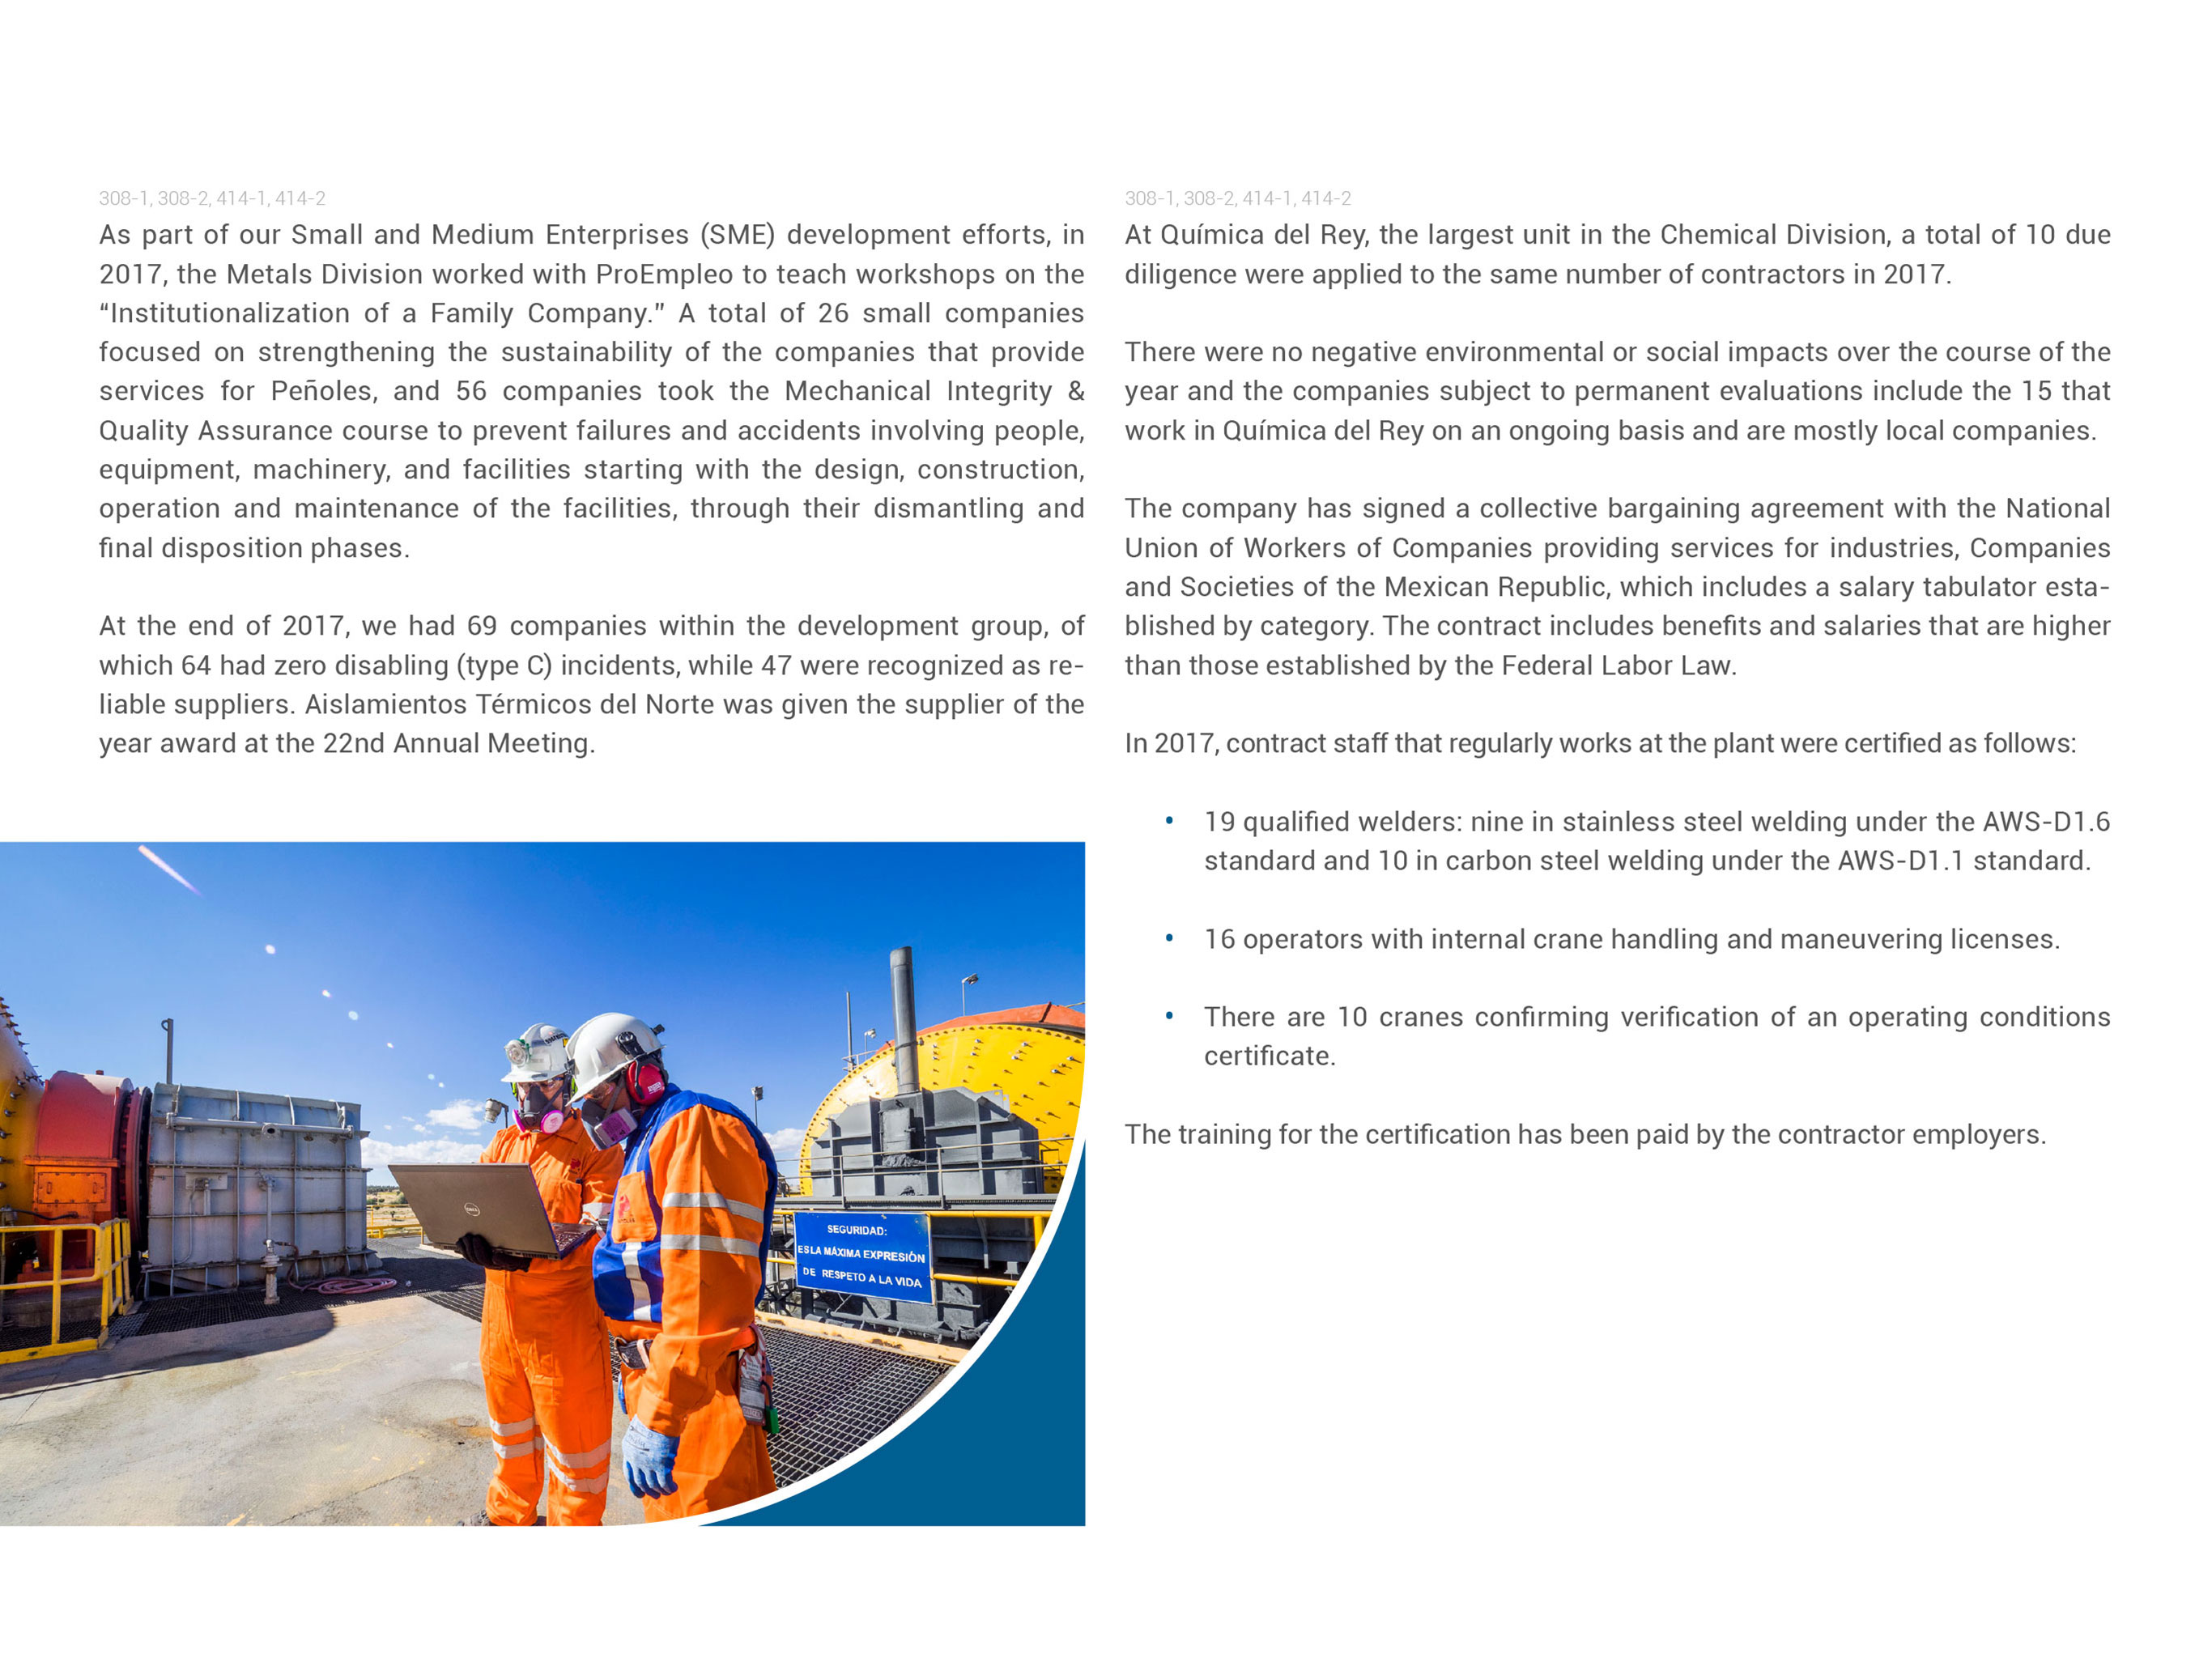 308-1, 308-2, 414-1, 414-2
As part of our Small and Medium Enterprises (SME) development efforts, in
2017, the Metals Division worked with ProEmpleo to teach workshops on the
“Institutionalization of a Family Company.” A total of 26 small companies
focused on strengthening the sustainability of the companies that provide
services for Peñoles, and 56 companies took the Mechanical Integrity &
Quality Assurance course to prevent failures and accidents involving people,
equipment, machinery, and facilities starting with the design, construction,
operation and maintenance of the facilities, through their dismantling and
final disposition phases.
At the end of 2017, we had 69 companies within the development group, of
which 64 had zero disabling (type C) incidents, while 47 were recognized as re-
liable suppliers. Aislamientos Térmicos del Norte was given the supplier of the
year award at the 22nd Annual Meeting.
DELL
SEGURIDAD:
ES LA MÁXIMA EXPRESIÓN
DE RESPETO A LA VIDA
308-1, 308-2, 414-1, 414-2
At Química del Rey, the largest unit in the Chemical Division, a total of 10 due
diligence were applied to the same number of contractors in 2017.
There were no negative environmental or social impacts over the course of the
year and the companies subject to permanent evaluations include the 15 that
work in Química del Rey on an ongoing basis and are mostly local companies.
The company has signed a collective bargaining agreement with the National
Union of Workers of Companies providing services for industries, Companies
and Societies of the Mexican Republic, which includes a salary tabulator esta-
blished by category. The contract includes benefits and salaries that are higher
than those established by the Federal Labor Law.
In 2017, contract staff that regularly works at the plant were certified as follows:
• 19 qualified welders: nine in stainless steel welding under the AWS-D1.6
standard and 10 in carbon steel welding under the AWS-D1.1 standard.
• 16 operators with internal crane handling and maneuvering licenses.
• There are 10 cranes confirming verification of an operating conditions
certificate.
The training for the certification has been paid by the contractor employers.